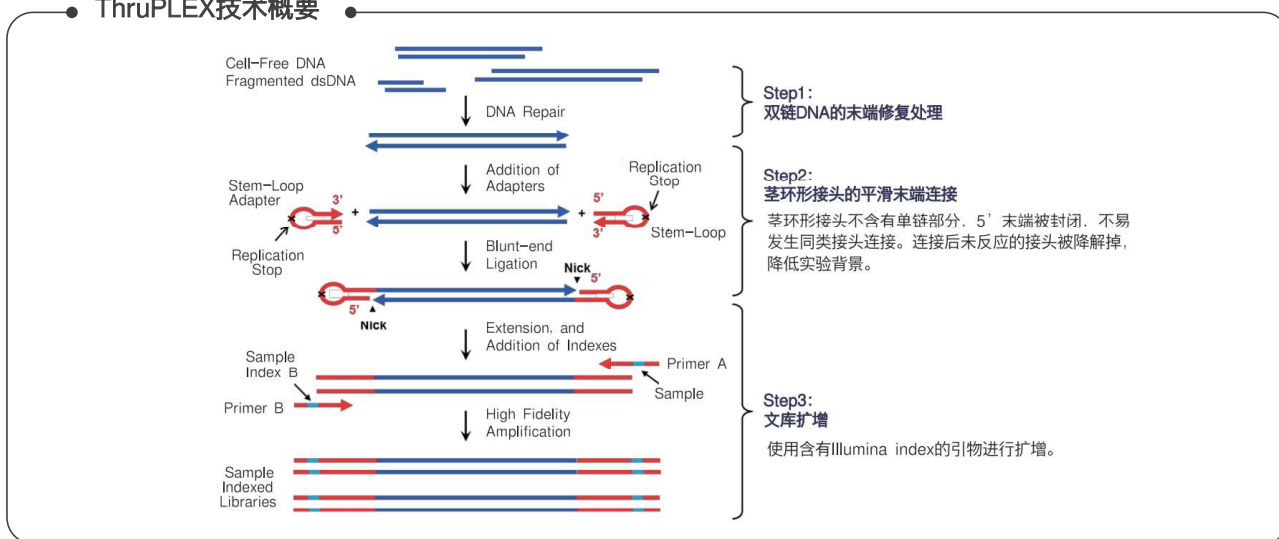 ThruPLEX技术概要
Cell-Free DNA
Fragmented dsDNA
DNA Repair
Step1:
双链DNA的末端修复处理
Addition of
Adapters
Stem-Loop
Adapter
3'
5'
+
+
5'
3'
Replication
Stop
Stem-Loop
Replication
Stop
Step2:
茎环形接头的平滑末端连接
茎环形接头不含有单链部分，5’末端被封闭，不易
发生同类接头连接。连接后未反应的接头被降解掉，
降低实验背景。
Blunt-end
Ligation
Nick
5'
5'
Nick
Extension, and
Addition of Indexes
Sample
Index B
Primer A
Sample
Primer B
High Fidelity
Amplification
Step3:
文库扩增
使用含有Illumina index的引物进行扩增。
Sample
Indexed
Libraries